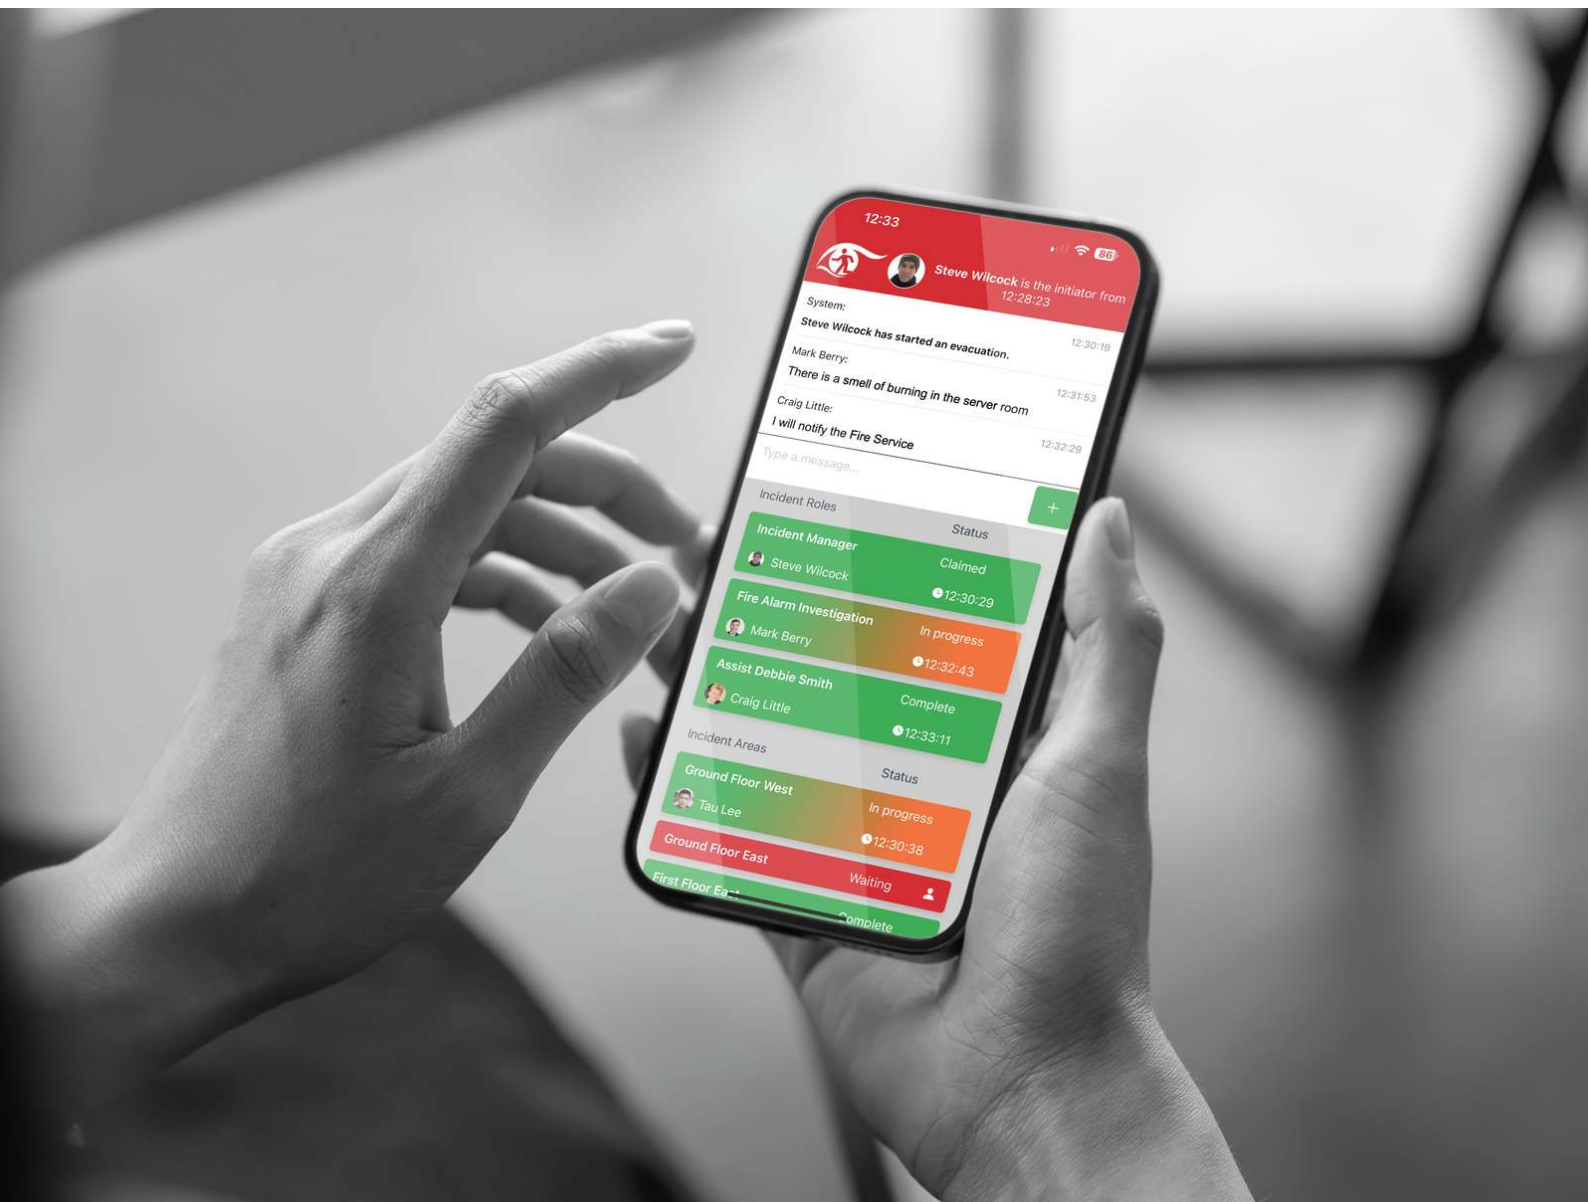 12:33
86
Steve Wilcock is the initiator from
12:28:23
System:
12:30:19
Steve Wilcock has started an evacuation.
Mark Berry:
12:31:53
There is a smell of burning in the server room
Craig Little:
12:32:29
I will notify the Fire Service
Type a message...
+
Incident Roles Status
Incident Manager Claimed
Steve Wilcock 12:30:29
Fire Alarm Investigation In progress
Mark Berry 12:32:43
Assist Debbie Smith Complete
Craig Little 12:33:11
Incident Areas Status
Ground Floor West In progress
Tau Lee 12:30:38
Ground Floor East Waiting
First Floor East Complete